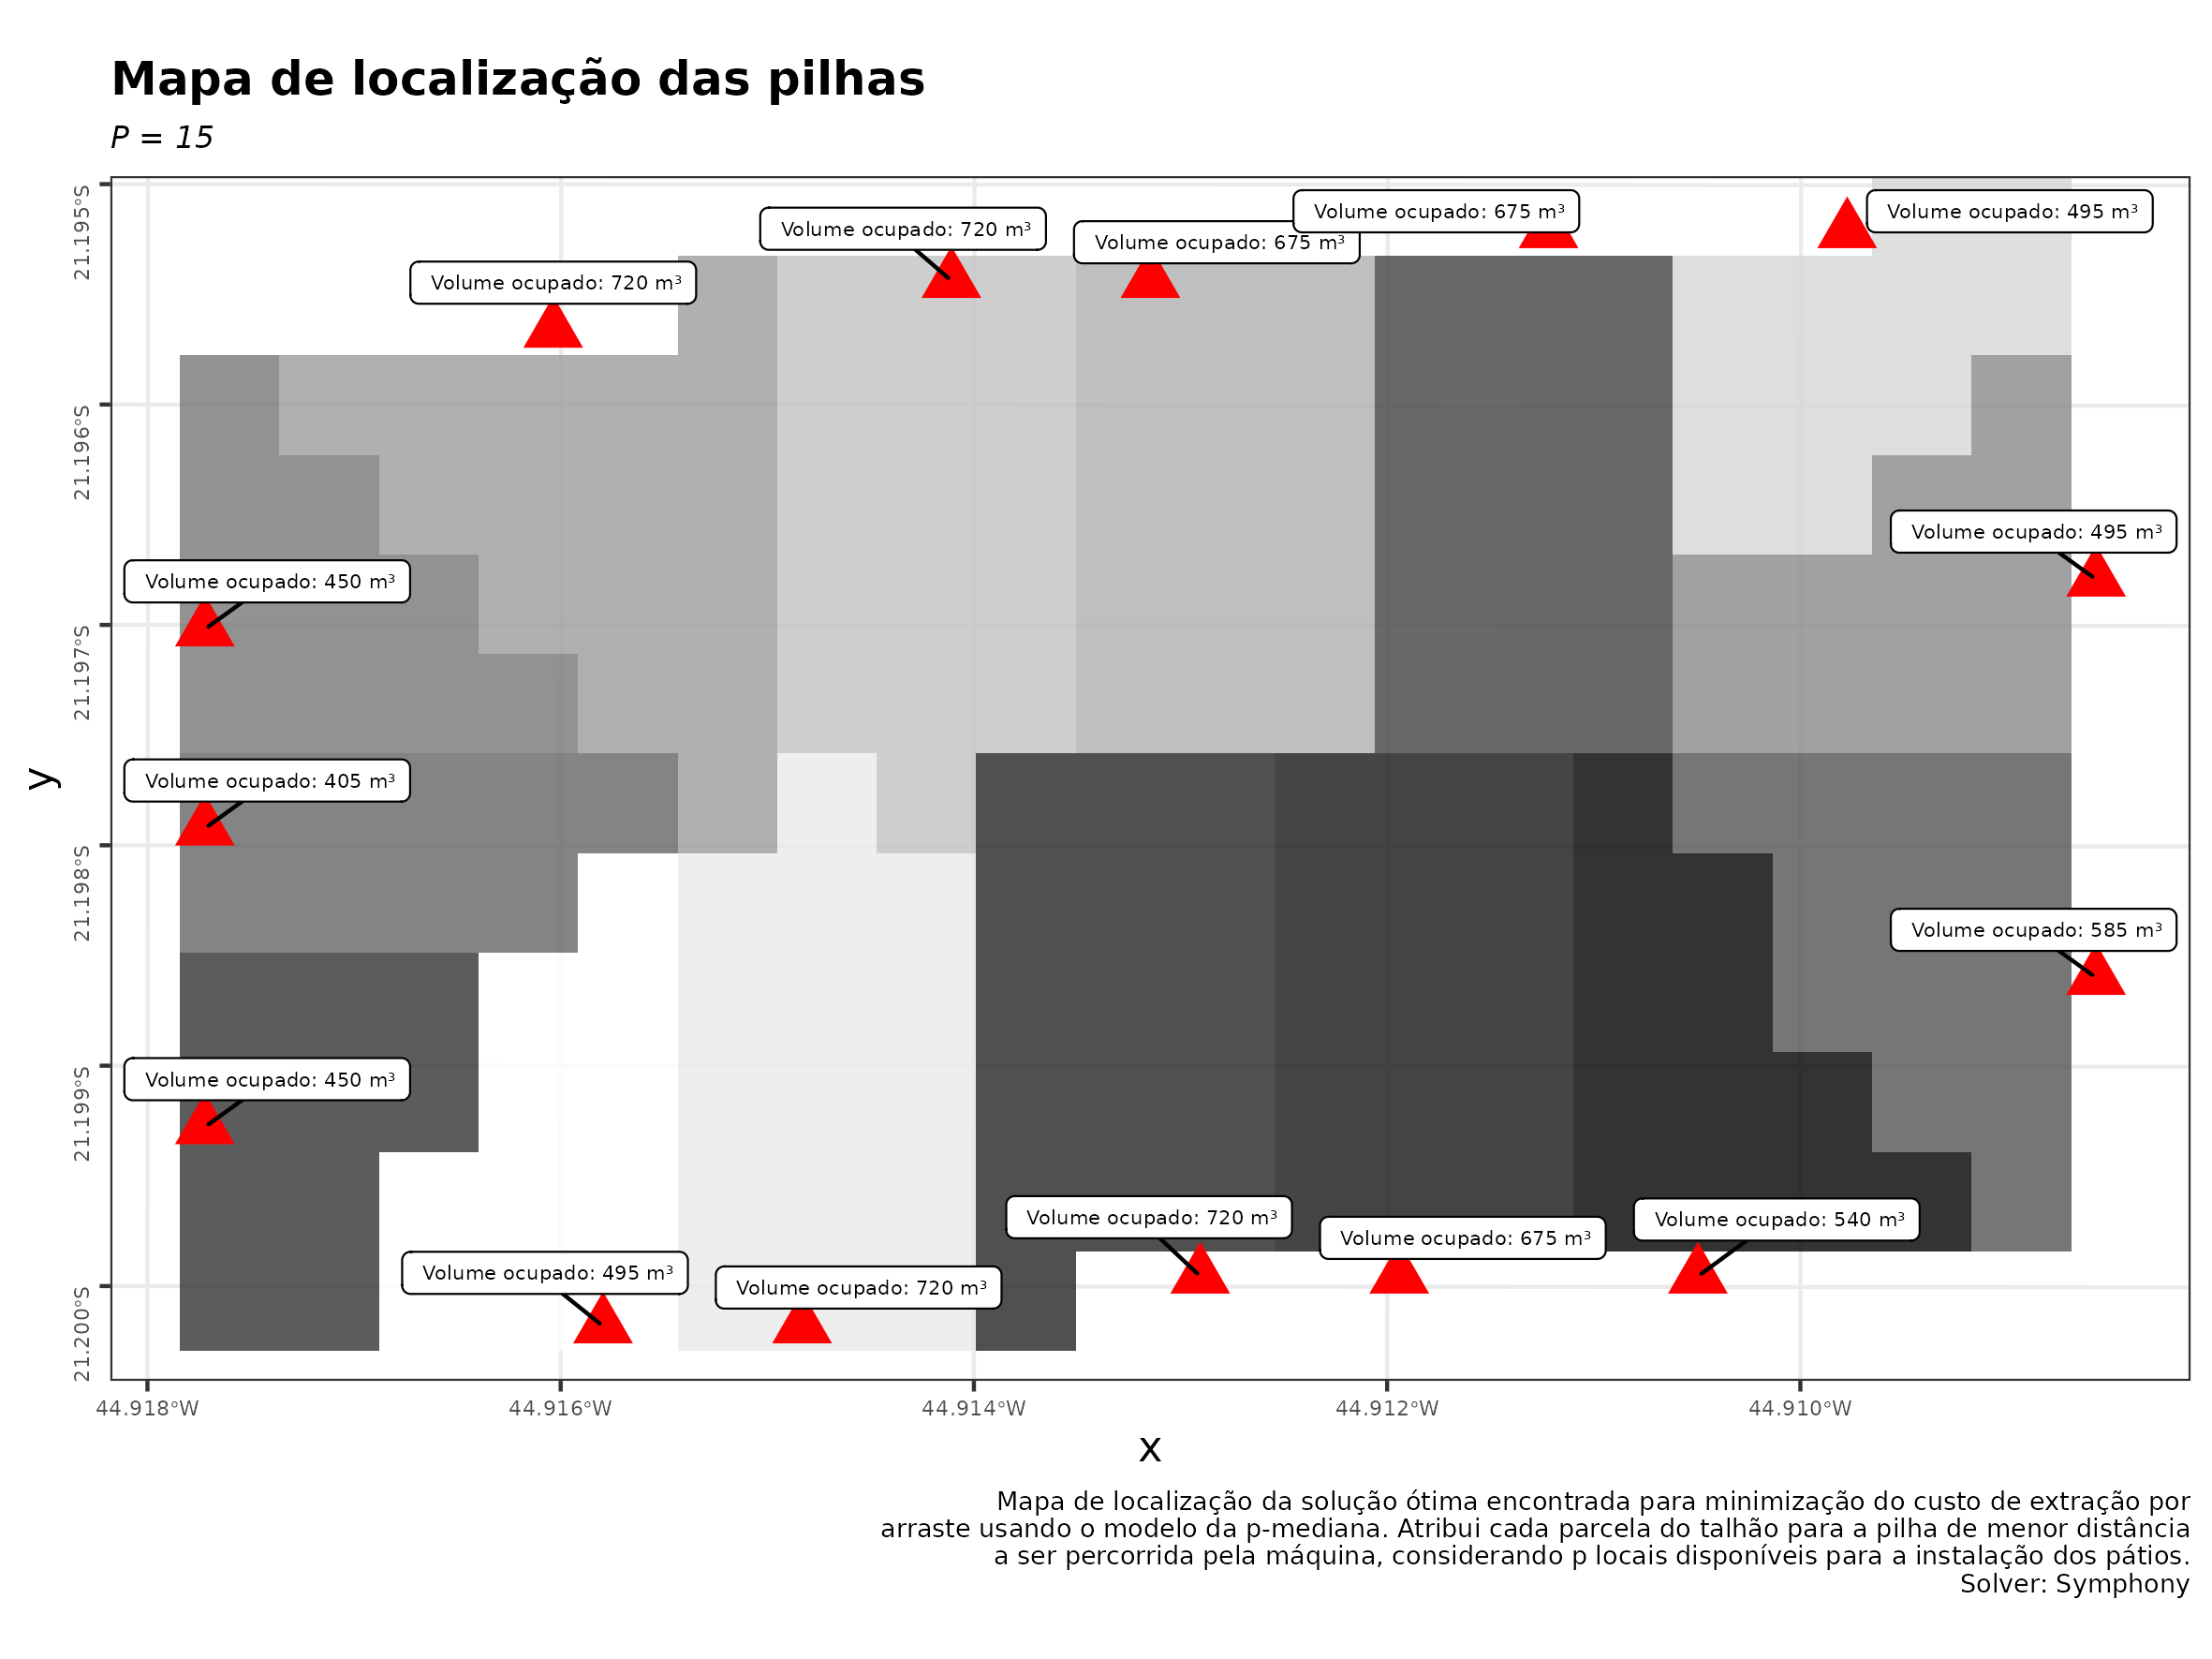 Mapa de localização das pilhas
P = 15
21.195°S
21.196°S
21.197°S
21.198°S
21.199°S
21.200°S
y
Volume ocupado: 675 m³
Volume ocupado: 495 m³
Volume ocupado: 720 m³
Volume ocupado: 675 m³
Volume ocupado: 720 m³
Volume ocupado: 495 m³
Volume ocupado: 450 m³
Volume ocupado: 405 m³
Volume ocupado: 585 m³
Volume ocupado: 450 m³
Volume ocupado: 720 m³
Volume ocupado: 540 m³
Volume ocupado: 675 m³
Volume ocupado: 495 m³
Volume ocupado: 720 m³
44.918°W
44.916°W
44.914°W
44.912°W
44.910°W
x
Mapa de localização da solução ótima encontrada para minimização do custo de extração por
arraste usando o modelo da p-mediana. Atribui cada parcela do talhão para a pilha de menor distância
a ser percorrida pela máquina, considerando p locais disponíveis para a instalação dos pátios.
Solver: Symphony